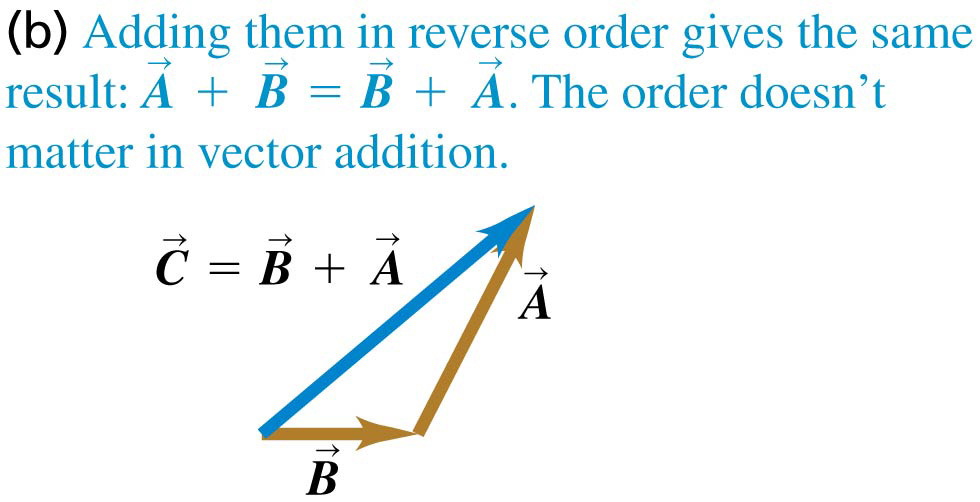 (b) Adding them in reverse order gives the same
result: A⃗ + B⃗ = B⃗ + A⃗. The order doesn’t
matter in vector addition.
C⃗ = B⃗ + A⃗
A⃗
B⃗